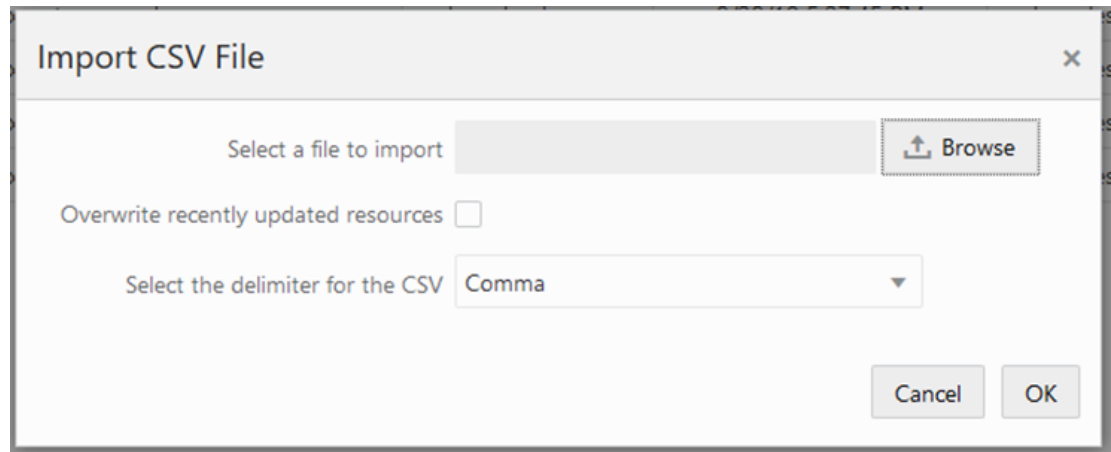 Import CSV File
Select a file to import Browse
Overwrite recently updated resources
Select the delimiter for the CSV Comma
Cancel OK